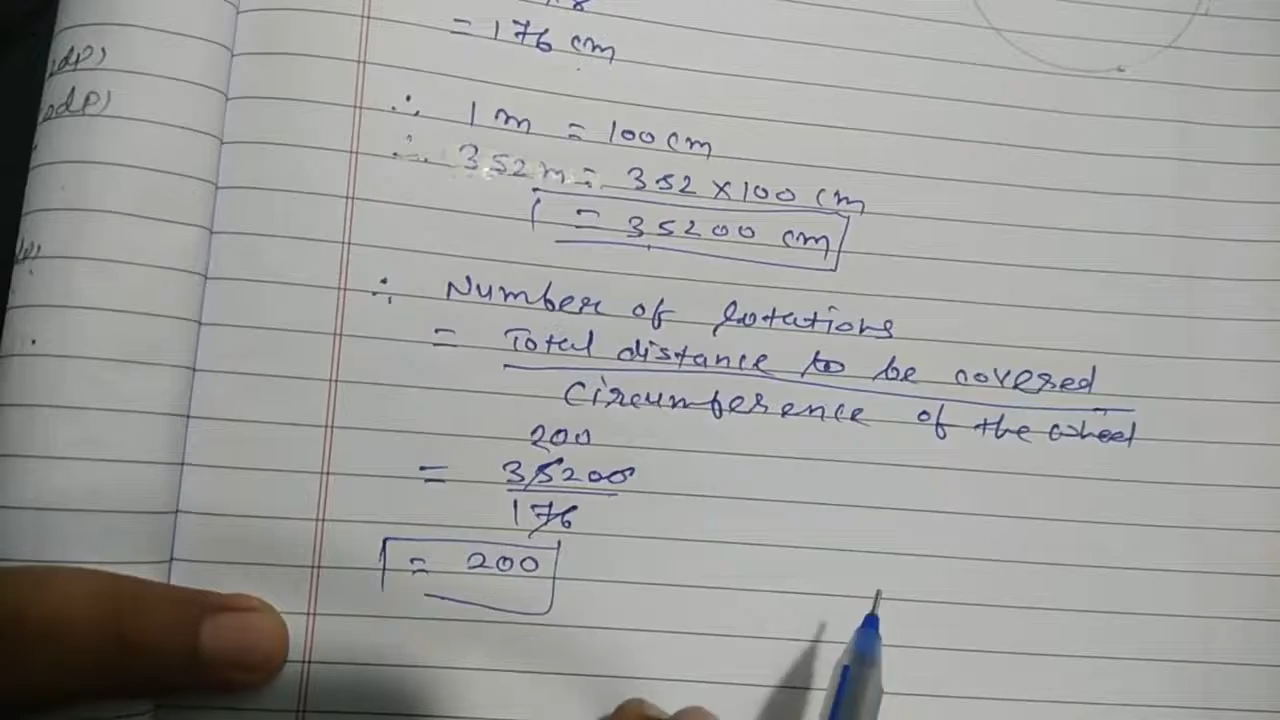 = 176 cm
∴ 1 m = 100 cm
∴ 352 m = 352 × 100 cm
= 35200 cm
∴ Number of rotations
= Total distance to be covered
Circumference of the wheel
200
= 35200
176
= 200